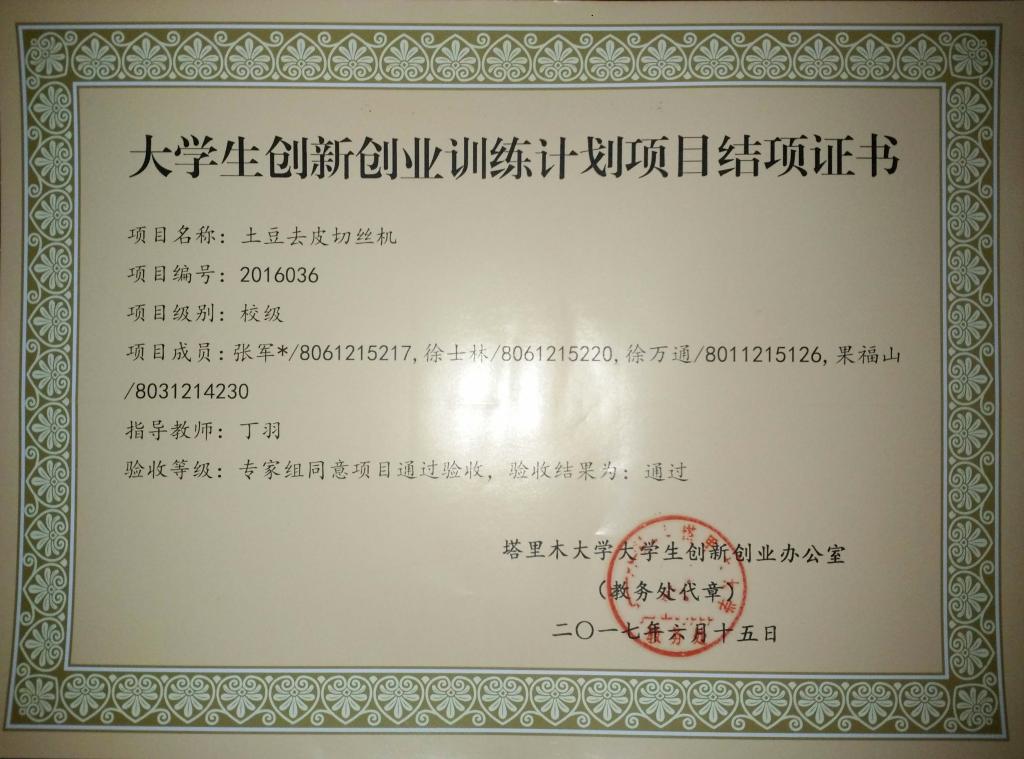 大学生创新创业训练计划项目结项证书
项目名称：土豆去皮切丝机
项目编号：2016036
项目级别：校级
项目成员：张军*/8061215217,徐士林/8061215220,徐万通/8011215126,果福山
/8031214230
指导教师：丁羽
验收等级：专家组同意项目通过验收，验收结果为：通过
塔里木大学大学生创新创业办公室
（教务处代章）
二〇一七年六月十五日
教务处